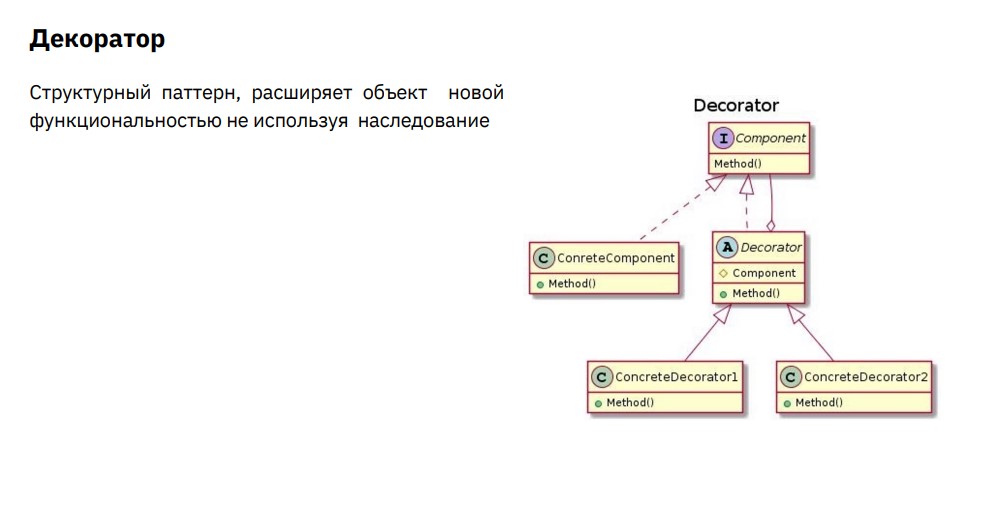 Декоратор
Структурный паттерн, расширяет объект новой
функциональностью не используя наследование
Decorator
I Component
Method()
C ConreteComponent
Method()
A Decorator
Component
Method()
C ConcreteDecorator1
Method()
C ConcreteDecorator2
Method()